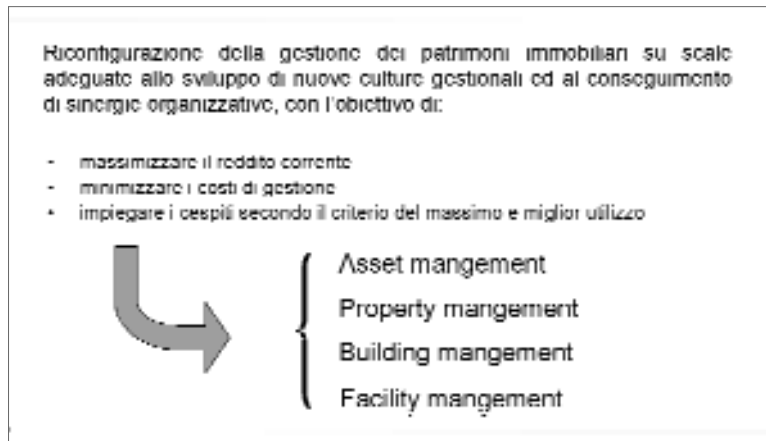 Riconfigurazione della gestione dei patrimoni immobiliari su scale
adeguate allo sviluppo di nuove culture gestionali ed al conseguimento
di sinergie organizzative, con l'obiettivo di:
- massimizzare il reddito corrente
- minimizzare i costi di gestione
• impiegare i cespiti secondo il criterio del massimo e miglior utilizzo
Asset mangement
Property mangement
Building mangement
Facility mangement